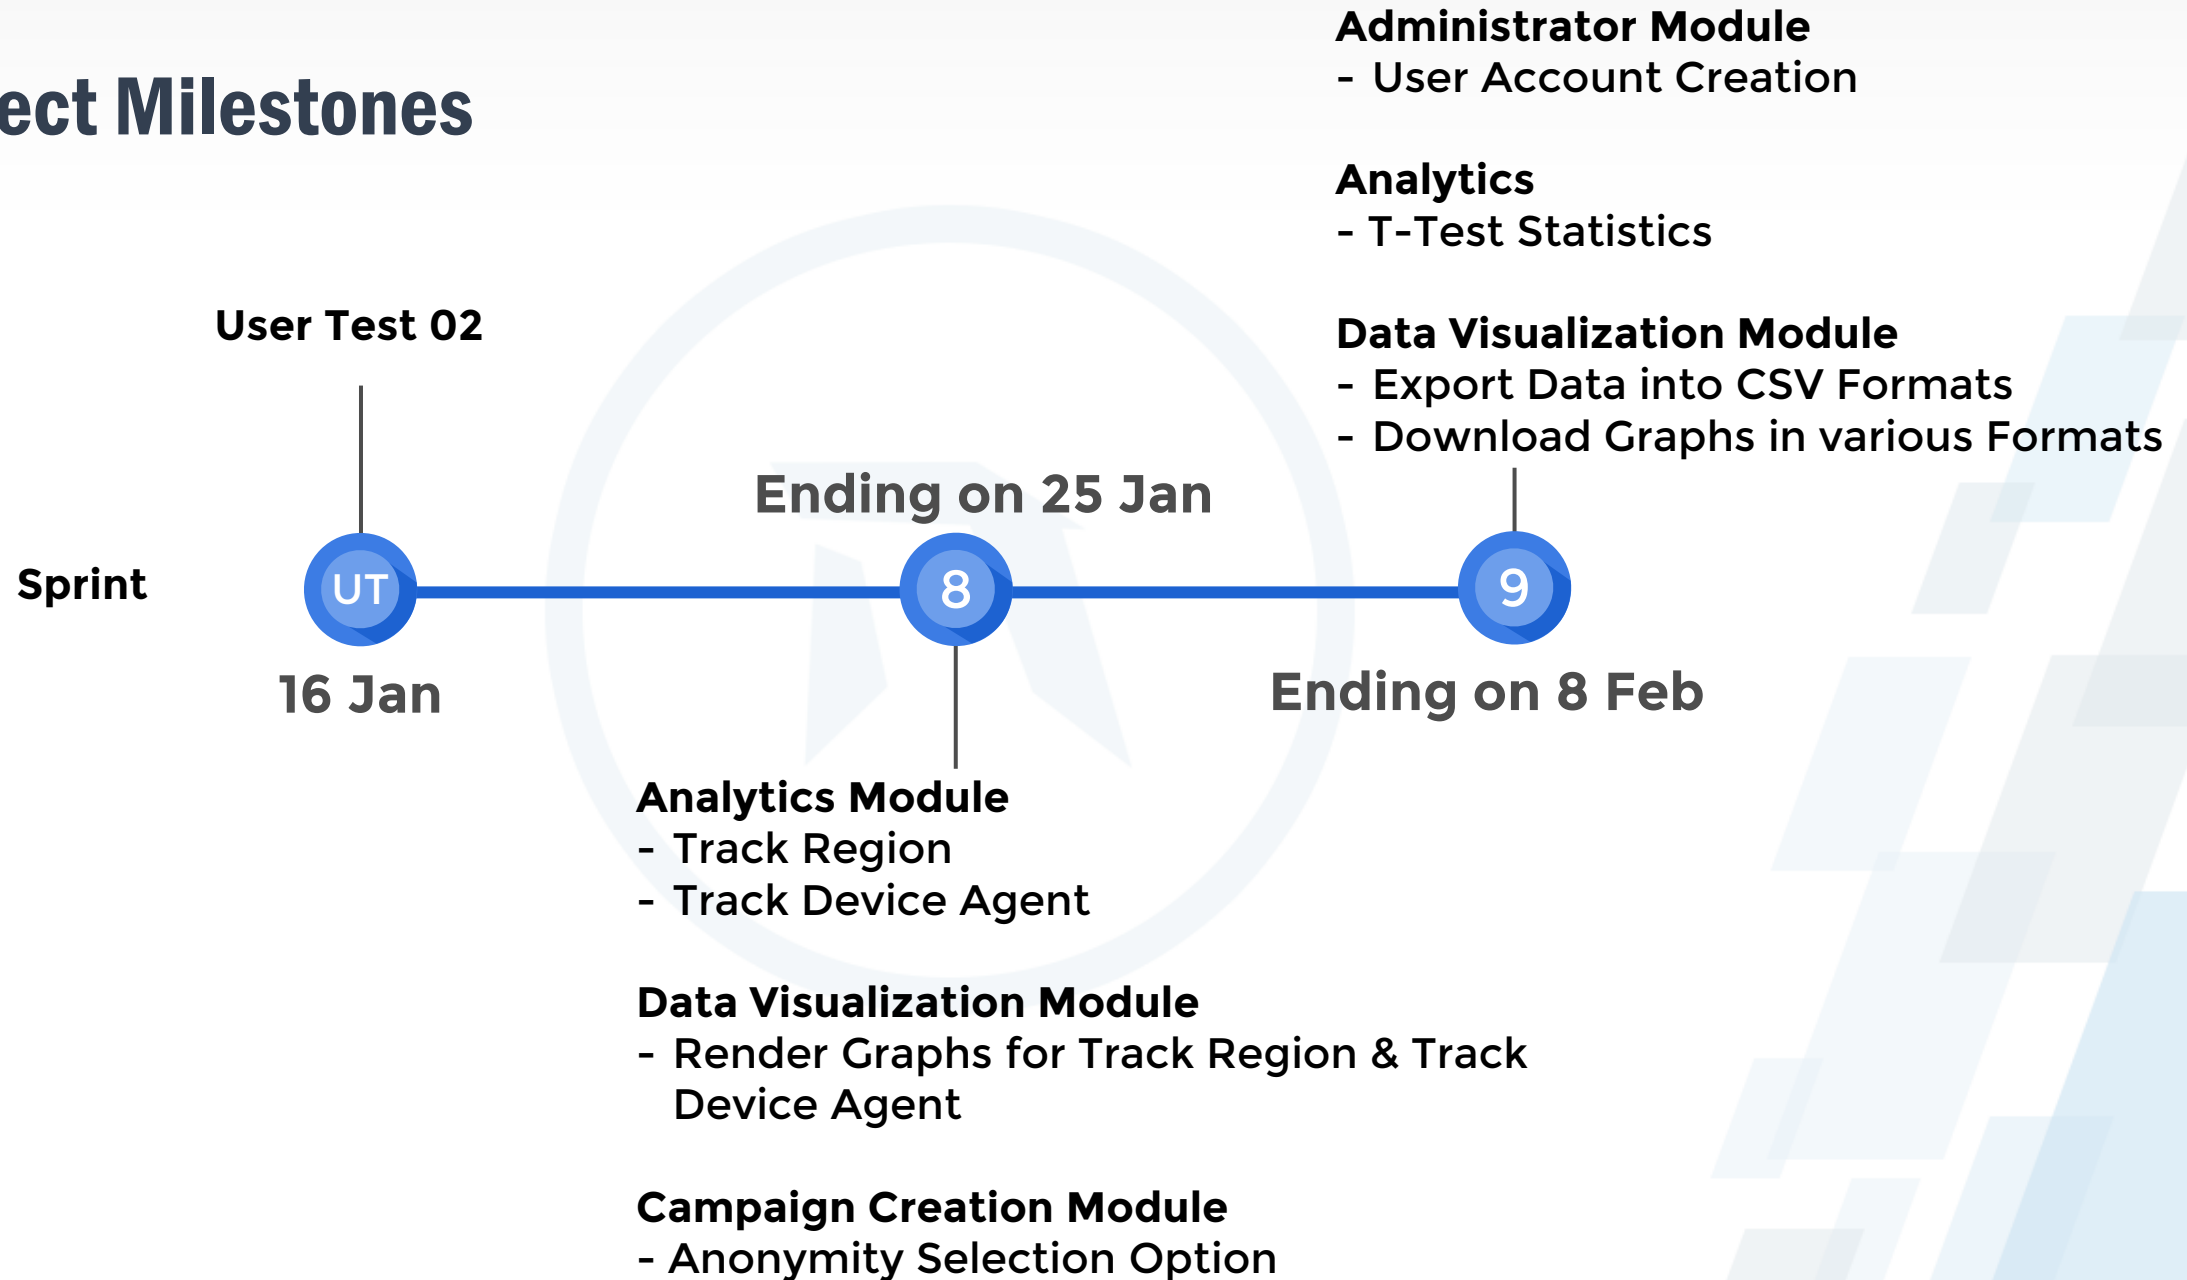 ect Milestones
Administrator Module
- User Account Creation
Analytics
- T-Test Statistics
Data Visualization Module
- Export Data into CSV Formats
- Download Graphs in various Formats
User Test 02
Ending on 25 Jan
Sprint
UT
8
9
16 Jan
Ending on 8 Feb
Analytics Module
- Track Region
- Track Device Agent
Data Visualization Module
- Render Graphs for Track Region & Track
Device Agent
Campaign Creation Module
- Anonymity Selection Option